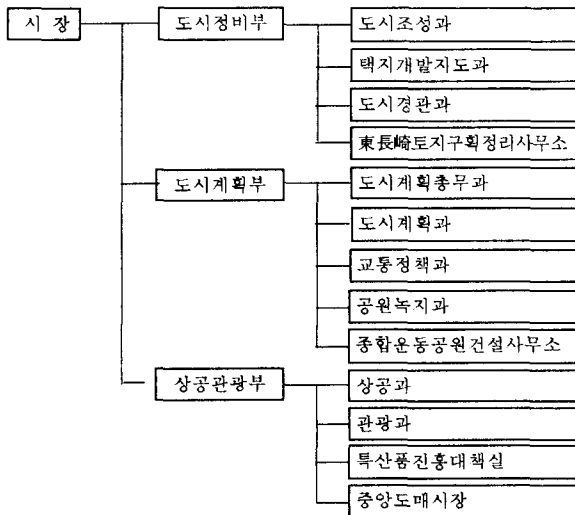 시 장
도시정비부
도시조성과
택지개발지도과
도시경관과
東長崎토지구획정리사무소
도시계획부
도시계획총무과
도시계획과
교통정책과
공원녹지과
종합운동공원건설사무소
상공관광부
상공과
관광과
특산품진흥대책실
중앙도매시장